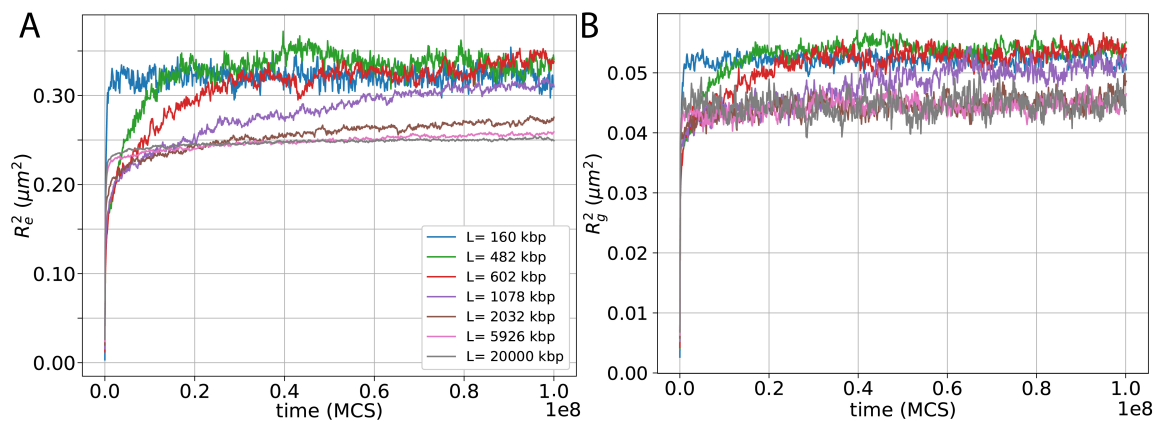 A
R_e^2 (μm^2)
0.30
0.20
0.10
0.00
L= 160 kbp
L= 482 kbp
L= 602 kbp
L= 1078 kbp
L= 2032 kbp
L= 5926 kbp
L= 20000 kbp
0.0 0.2 0.4 0.6 0.8 1.0
time (MCS)
1e8
B
R_g^2 (μm^2)
0.05
0.04
0.03
0.02
0.01
0.00
0.0 0.2 0.4 0.6 0.8 1.0
time (MCS)
1e8